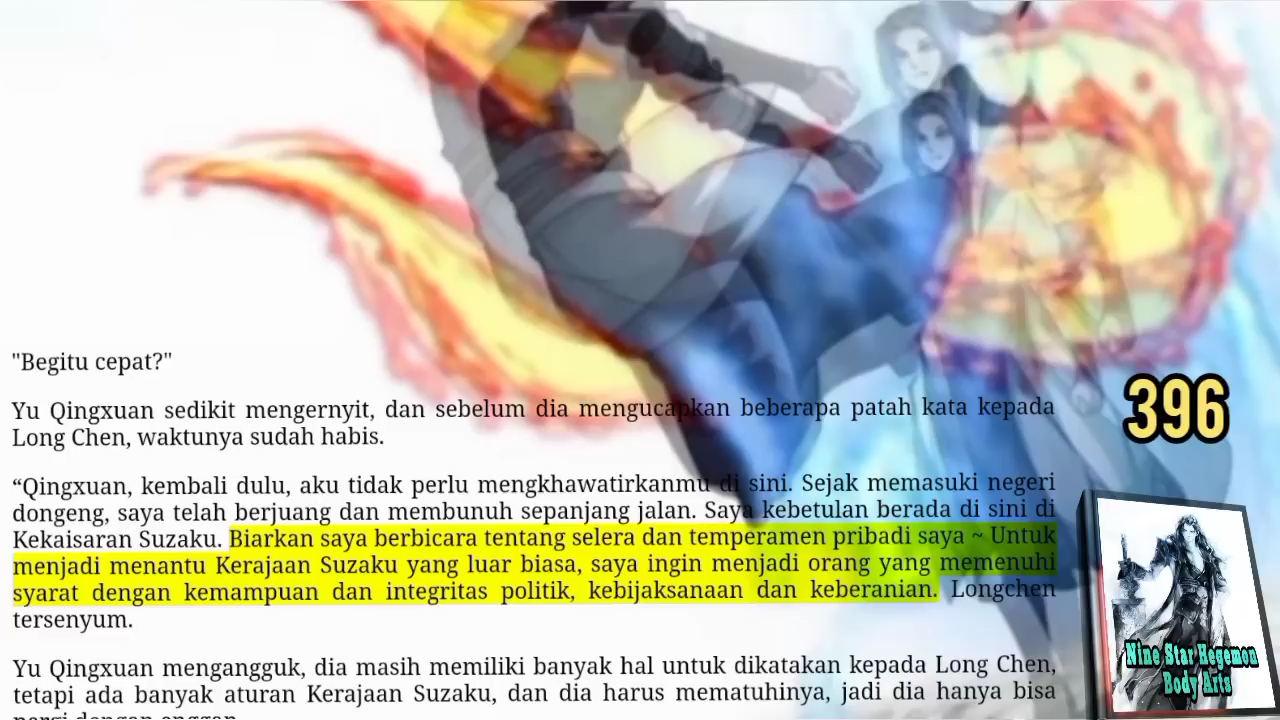 "Begitu cepat?"
Yu Qingxuan sedikit mengernyit, dan sebelum dia mengucapkan beberapa patah kata kepada
Long Chen, waktunya sudah habis.
“Qingxuan, kembali dulu, aku tidak perlu mengkhawatirkanmu di sini. Sejak memasuki negeri
dongeng, saya telah berjuang dan membunuh sepanjang jalan. Saya kebetulan berada di sini di
Kekaisaran Suzaku. Biarkan saya berbicara tentang selera dan temperamen pribadi saya ~ Untuk
menjadi menantu Kerajaan Suzaku yang luar biasa, saya ingin menjadi orang yang memenuhi
syarat dengan kemampuan dan integritas politik, kebijaksanaan dan keberanian. Longchen
tersenyum.
Yu Qingxuan mengangguk, dia masih memiliki banyak hal untuk dikatakan kepada Long Chen,
tetapi ada banyak aturan Kerajaan Suzaku, dan dia harus mematuhinya, jadi dia hanya bisa
pergi dengan enggan.
396
Nine Star Hegemon
Body Arts